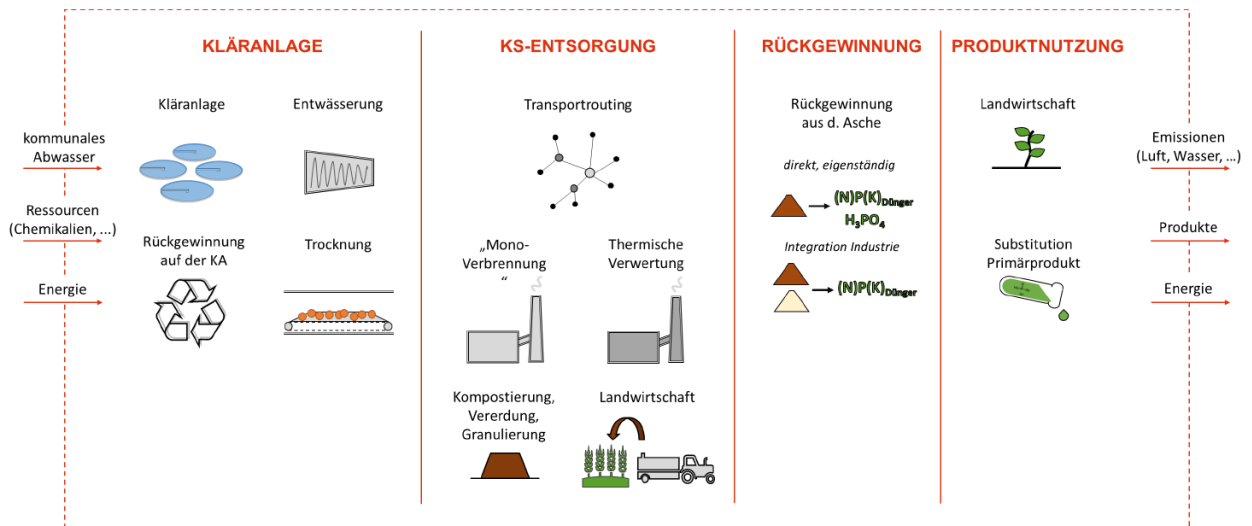 KLÄRANLAGE
KS-ENTSORGUNG
RÜCKGEWINNUNG
PRODUKTNUTZUNG
kommunales
Abwasser
Ressourcen
(Chemikalien, ...)
Energie
Kläranlage
Entwässerung
Rückgewinnung
auf der KA
Trocknung
Transportrouting
„Mono-
Verbrennung
“
Thermische
Verwertung
Kompostierung,
Vererdung,
Granulierung
Landwirtschaft
Rückgewinnung
aus d. Asche
direkt, eigenständig
(N)P(K)Dünger
H3PO4
Integration Industrie
(N)P(K)Dünger
Landwirtschaft
Substitution
Primärprodukt
Emissionen
(Luft, Wasser, ...)
Produkte
Energie